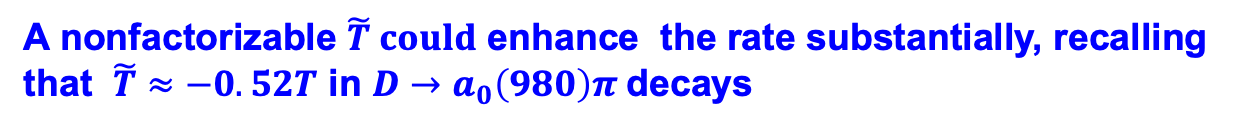 A nonfactorizable T̃ could enhance the rate substantially, recalling
that T̃ ≈ −0.52T in D → a₀(980)π decays